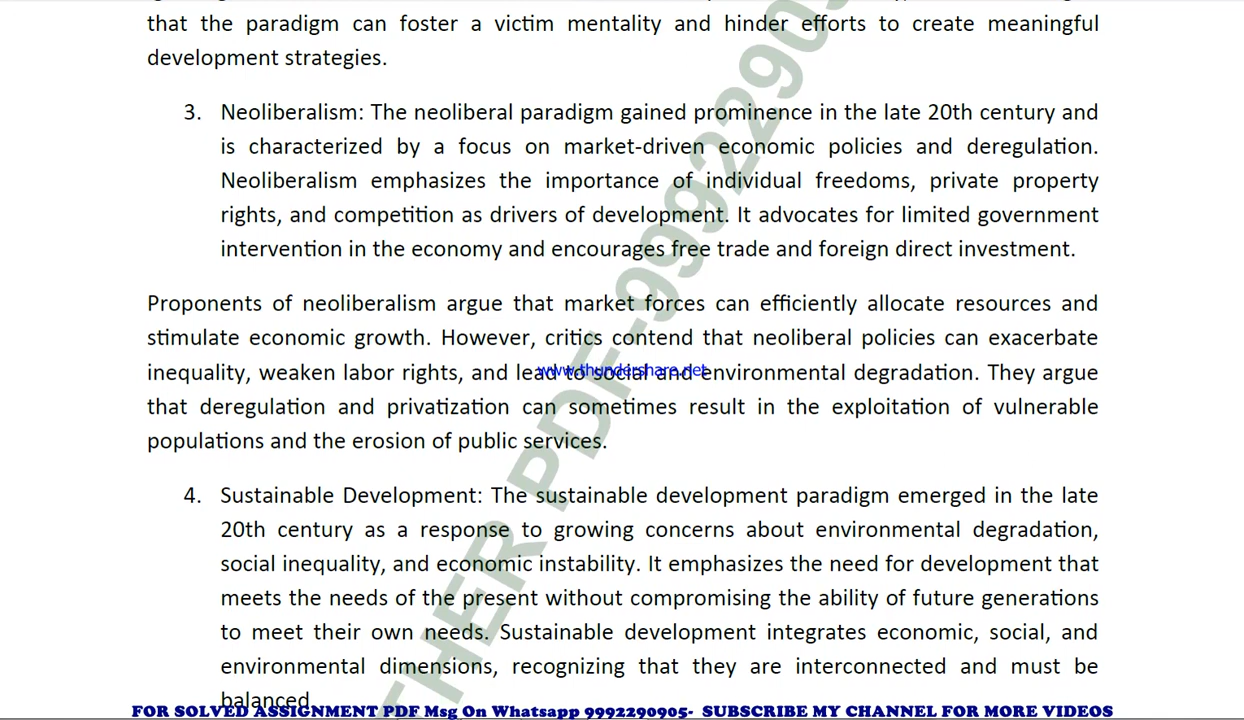 that the paradigm can foster a victim mentality and hinder efforts to create meaningful
development strategies.
3. Neoliberalism: The neoliberal paradigm gained prominence in the late 20th century and
is characterized by a focus on market-driven economic policies and deregulation.
Neoliberalism emphasizes the importance of individual freedoms, private property
rights, and competition as drivers of development. It advocates for limited government
intervention in the economy and encourages free trade and foreign direct investment.
Proponents of neoliberalism argue that market forces can efficiently allocate resources and
stimulate economic growth. However, critics contend that neoliberal policies can exacerbate
inequality, weaken labor rights, and lead to social and environmental degradation. They argue
www.thundershare.net
that deregulation and privatization can sometimes result in the exploitation of vulnerable
populations and the erosion of public services.
4. Sustainable Development: The sustainable development paradigm emerged in the late
20th century as a response to growing concerns about environmental degradation,
social inequality, and economic instability. It emphasizes the need for development that
meets the needs of the present without compromising the ability of future generations
to meet their own needs. Sustainable development integrates economic, social, and
environmental dimensions, recognizing that they are interconnected and must be
balanced
THER PDF-99922909
FOR SOLVED ASSIGNMENT PDF Msg On Whatsapp 9992290905- SUBSCRIBE MY CHANNEL FOR MORE VIDEOS